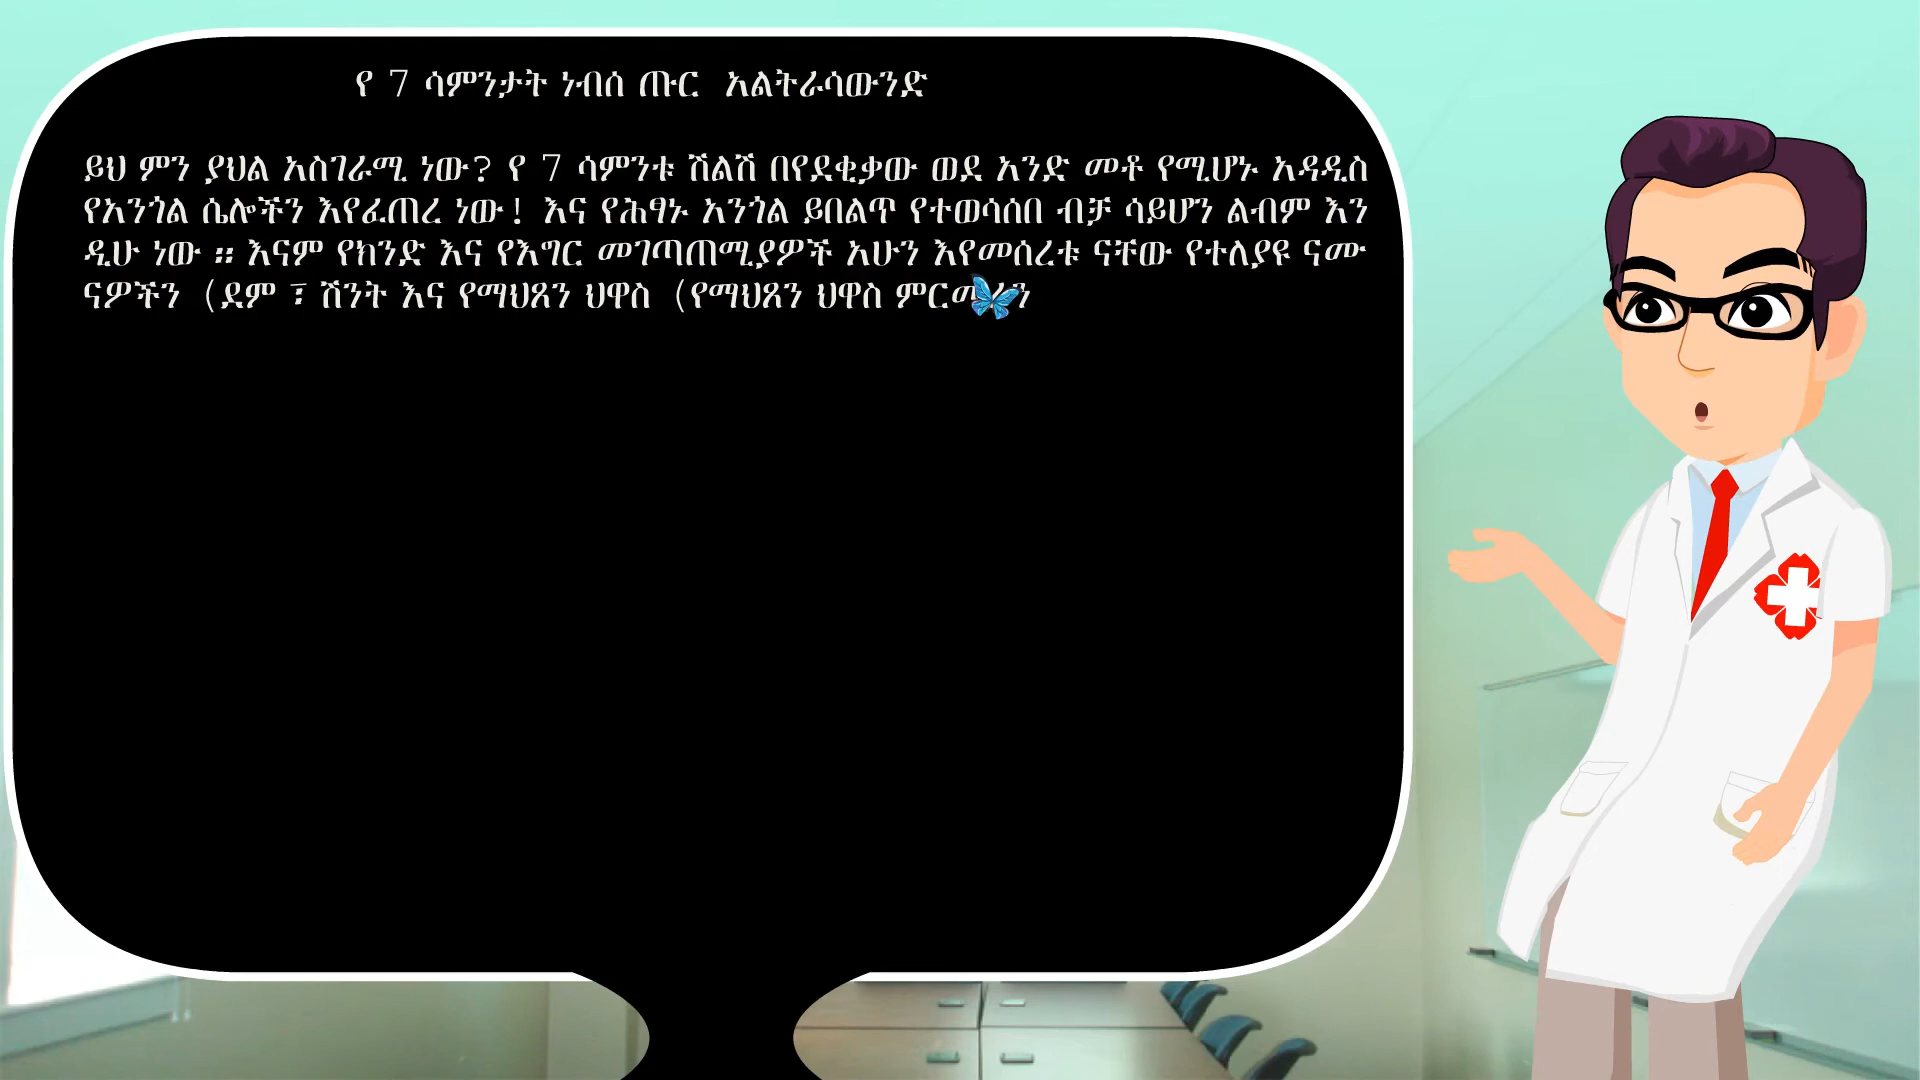 የ 7 ሳምንታት ነብሰ ጡር አልትራሳውንድ
ይህ ምን ያህል አስገራሚ ነው? የ 7 ሳምንቱ ሽልሽ በየደቂቃው ወደ አንድ መቶ የሚሆኑ አዳዲስ
የአንጎል ሴሎችን እየፈጠረ ነው! እና የሕፃኑ አንጎል ይበልጥ የተወሳሰበ ብቻ ሳይሆን ልብም እን
ዲሁ ነው ። እናም የክንድ እና የእግር መገጣጠሚያዎች አሁን እየመሰረቱ ናቸው የተለያዩ ናሙ
ናዎችን (ደም ፣ ሽንት እና የማህጸን ህዋስ (የማህጸን ህዋስ